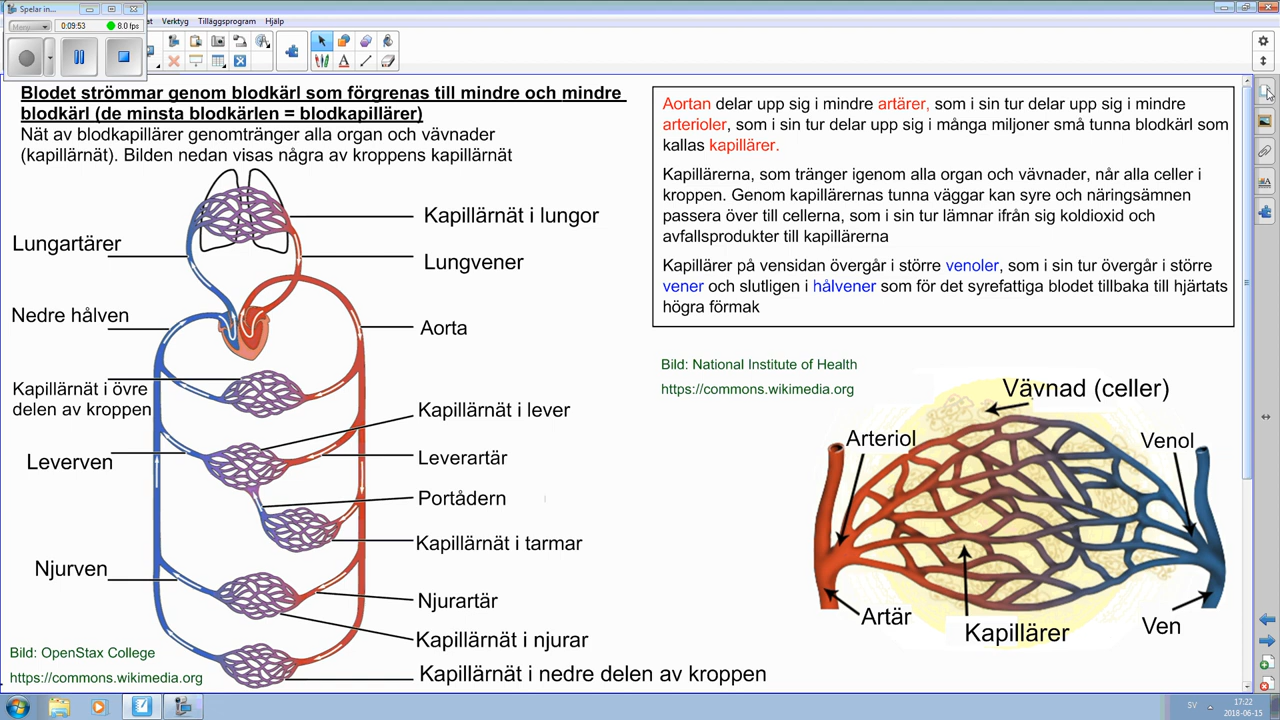 Spelar in...
Meny
0:09:53
8.0 fps
Verktyg
Tilläggsprogram
Hjälp
Blodet strömmar genom blodkärl som förgrenas till mindre och mindre
blodkärl (de minsta blodkärlen = blodkapillärer)
Nät av blodkapillärer genomtränger alla organ och vävnader
(kapillärnät). Bilden nedan visas några av kroppens kapillärnät
Kapillärnät i lungor
Lungartärer
Lungvener
Nedre hålven
Aorta
Kapillärnät i övre
delen av kroppen
Kapillärnät i lever
Leverven
Leverartär
Portådern
Kapillärnät i tarmar
Njurven
Njurartär
Kapillärnät i njurar
Kapillärnät i nedre delen av kroppen
Bild: OpenStax College
https://commons.wikimedia.org
Aortan delar upp sig i mindre artärer, som i sin tur delar upp sig i mindre
arterioler, som i sin tur delar upp sig i många miljoner små tunna blodkärl som
kallas kapillärer.
Kapillärerna, som tränger igenom alla organ och vävnader, når alla celler i
kroppen. Genom kapillärernas tunna väggar kan syre och näringsämnen
passera över till cellerna, som i sin tur lämnar ifrån sig koldioxid och
avfallsprodukter till kapillärerna
Kapillärer på vensidan övergår i större venoler, som i sin tur övergår i större
vener och slutligen i hålvener som för det syrefattiga blodet tillbaka till hjärtats
högra förmak
Bild: National Institute of Health
https://commons.wikimedia.org
Vävnad (celler)
Arteriol
Venol
Artär
Kapillärer
Ven
SV
17:22
2018-06-15